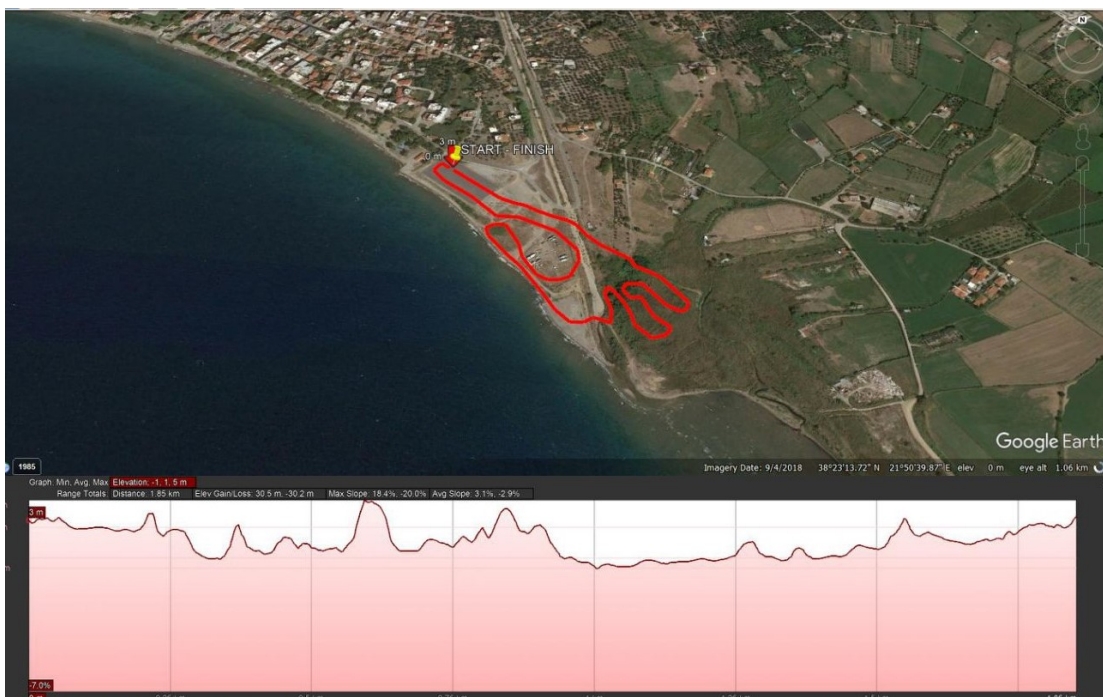 N
3 m
0 m
START - FINISH
Google Earth
1985
Imagery Date: 9/4/2018 38°23'13.72" N 21°50'39.87" E elev 0 m eye alt 1.06 km
Graph: Min, Avg, Max Elevation: -1, 1, 5 m
Range Totals Distance: 1.85 km Elev Gain/Loss: 30.5 m, -30.2 m Max Slope: 18.4%, -20.0% Avg Slope: 3.1%, -2.9%
3 m
-7.0%